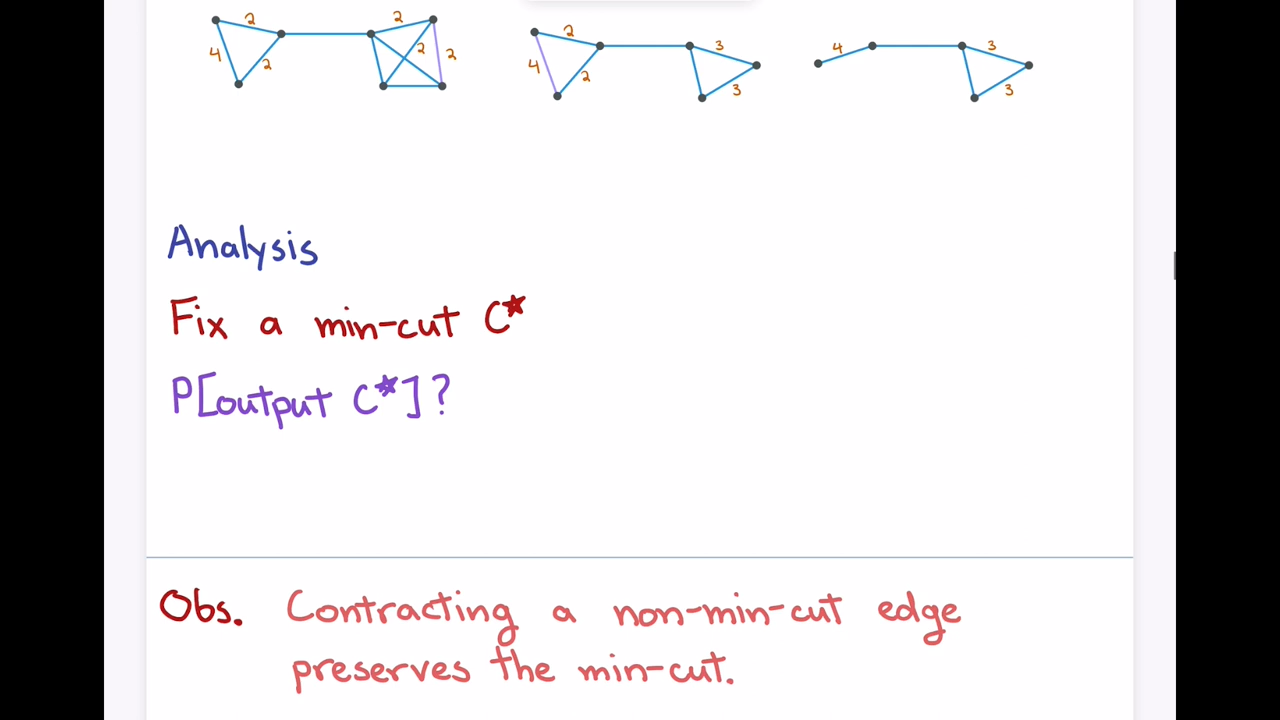 2 2 2 3 3
4 2 2 2 4 2 3 4 3
Analysis
Fix a min-cut C*
P[output C*]?
Obs. Contracting a non-min-cut edge
preserves the min-cut.